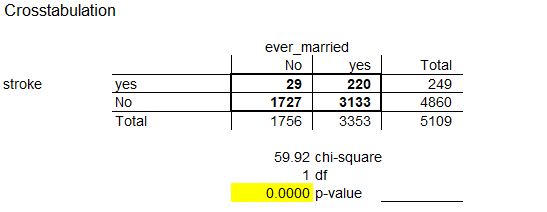 Crosstabulation
ever_married
No yes Total
stroke yes 29 220 249
No 1727 3133 4860
Total 1756 3353 5109
59.92 chi-square
1 df
0.0000 p-value